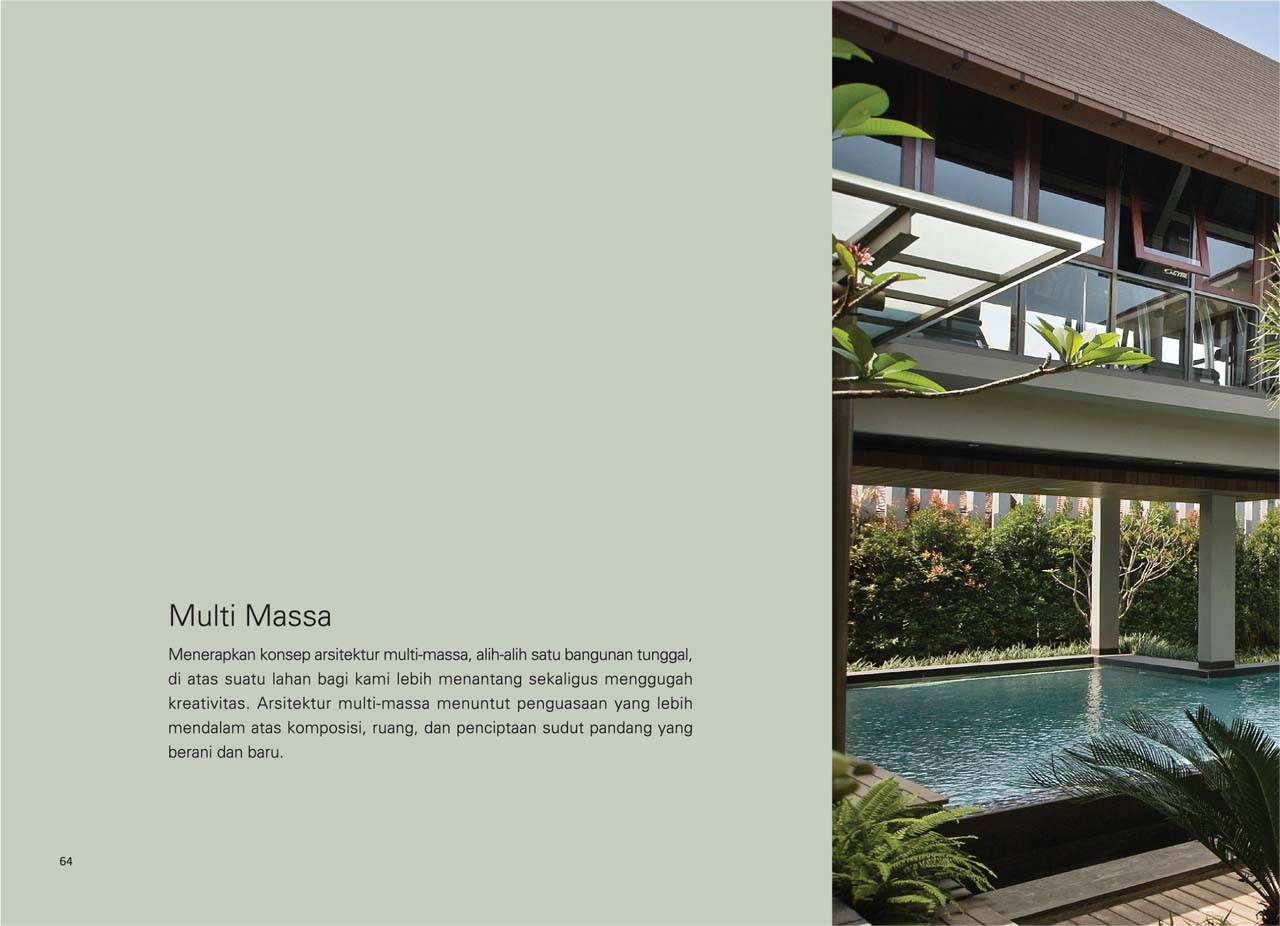 Multi Massa
Menerapkan konsep arsitektur multi-massa, alih-alih satu bangunan tunggal,
di atas suatu lahan bagi kami lebih menantang sekaligus menggugah
kreativitas. Arsitektur multi-massa menuntut penguasaan yang lebih
mendalam atas komposisi, ruang, dan penciptaan sudut pandang yang
berani dan baru.
64